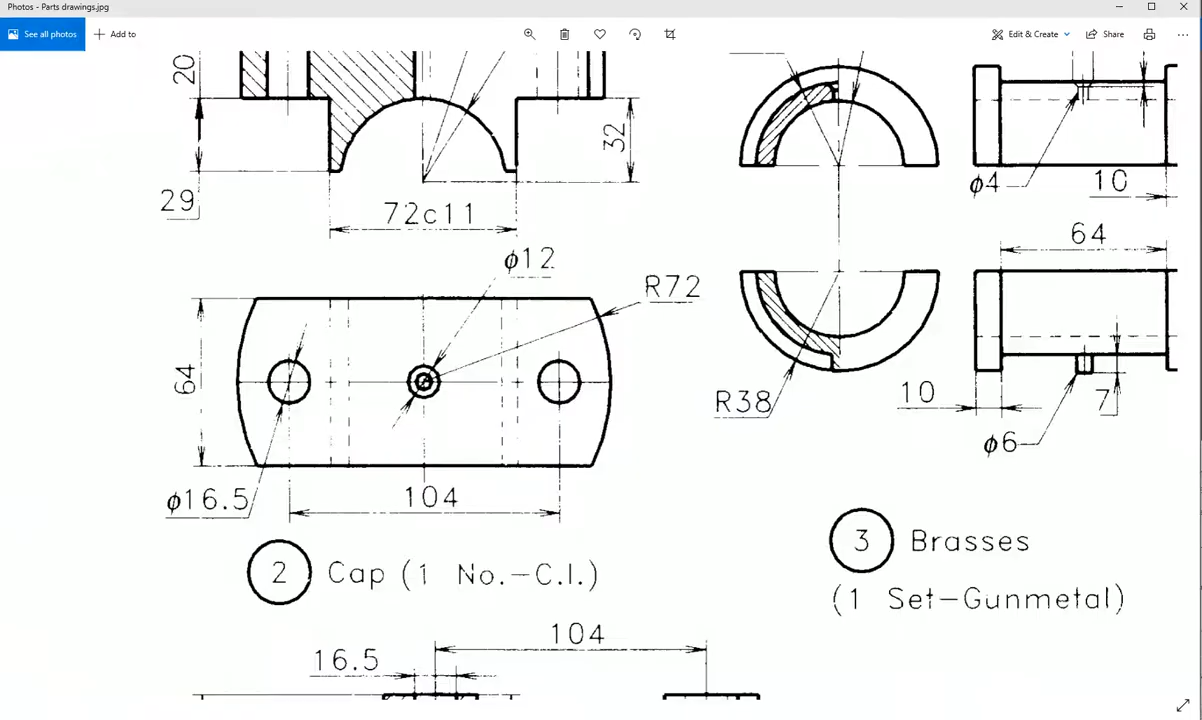 Photos - Parts drawings.jpg
See all photos
Add to
Edit & Create
Share
20
32
29
72c11
ϕ4
10
64
ϕ12
R72
64
R38
10
7
ϕ6
ϕ16.5
104
2 Cap (1 No.-C.I.)
3 Brasses
(1 Set-Gunmetal)
104
16.5